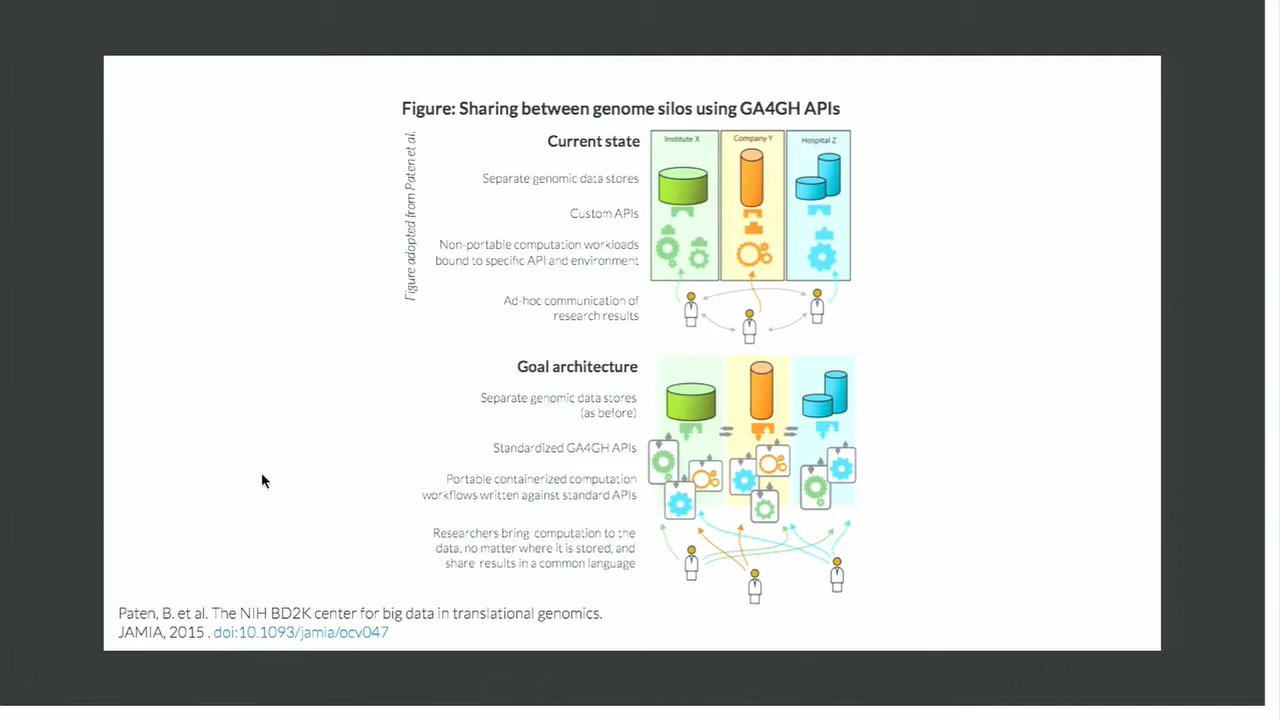 Figure: Sharing between genome silos using GA4GH APIs
Figure adopted from Paten et al.
Current state
Institute X
Company Y
Hospital Z
Separate genomic data stores
Custom APIs
Non-portable computation workloads
bound to specific API and environment
Ad-hoc communication of
research results
Goal architecture
Separate genomic data stores
(as before)
Standardized GA4GH APIs
Portable containerized computation
workflows written against standard APIs
Researchers bring computation to the
data, no matter where it is stored, and
share results in a common language
Paten, B. et al. The NIH BD2K center for big data in translational genomics.
JAMIA, 2015 . doi:10.1093/jamia/ocv047